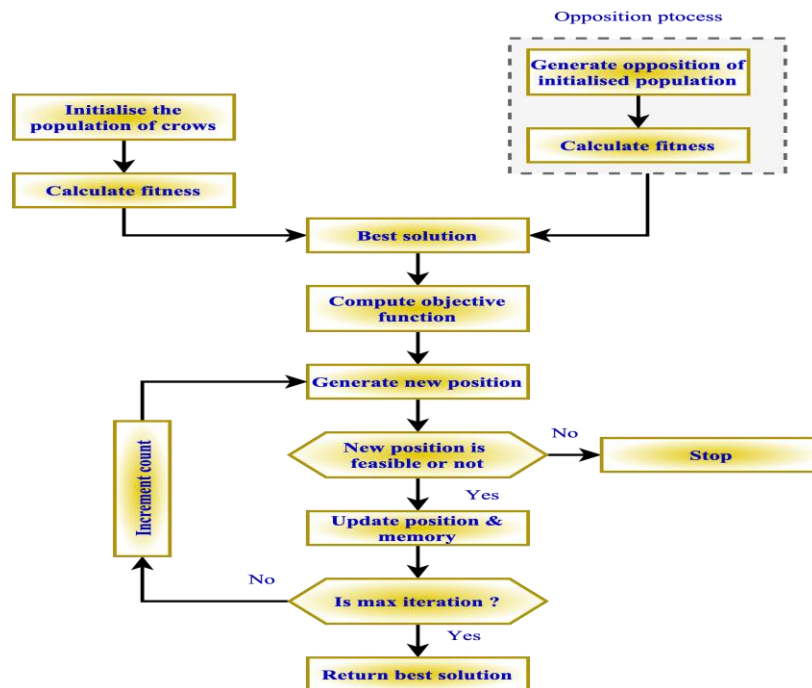 Opposition ptocess
Generate opposition of
initialised population
Calculate fitness
Initialise the
population of crows
Calculate fitness
Best solution
Compute objective
function
Generate new position
New position is
feasible or not
No
Stop
Yes
Update position &
memory
Increment count
No
Is max iteration ?
Yes
Return best solution